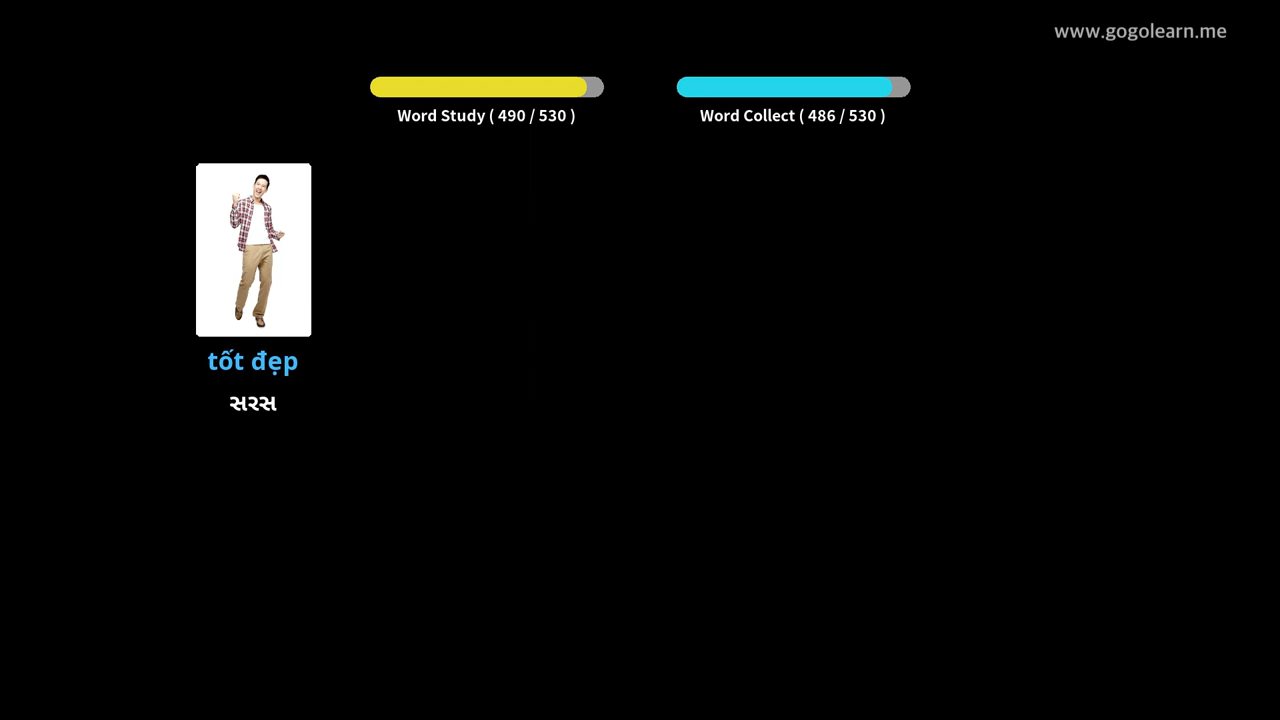 www.gogolearn.me
Word Study ( 490 / 530 )
Word Collect ( 486 / 530 )
tốt đẹp
સરસ